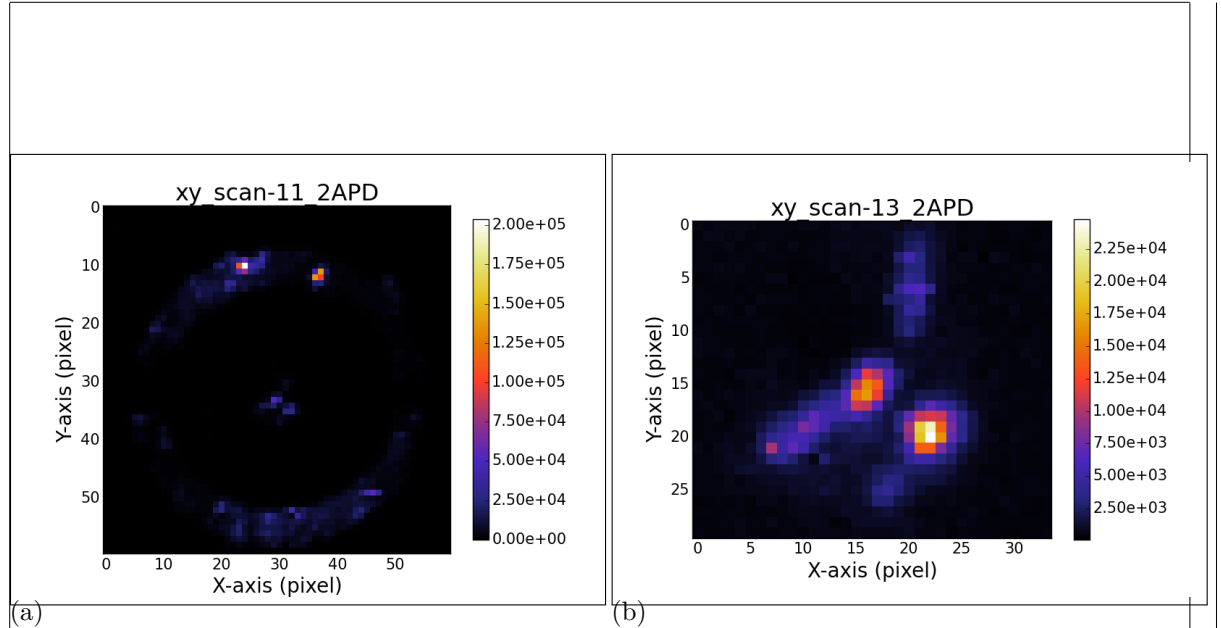 xy_scan-11_2APD
0
10
20
30
40
50
Y-axis (pixel)
0 10 20 30 40 50
X-axis (pixel)
2.00e+05
1.75e+05
1.50e+05
1.25e+05
1.00e+05
7.50e+04
5.00e+04
2.50e+04
0.00e+00
(a)
xy_scan-13_2APD
0
5
10
15
20
25
Y-axis (pixel)
0 5 10 15 20 25 30
X-axis (pixel)
2.25e+04
2.00e+04
1.75e+04
1.50e+04
1.25e+04
1.00e+04
7.50e+03
5.00e+03
2.50e+03
(b)